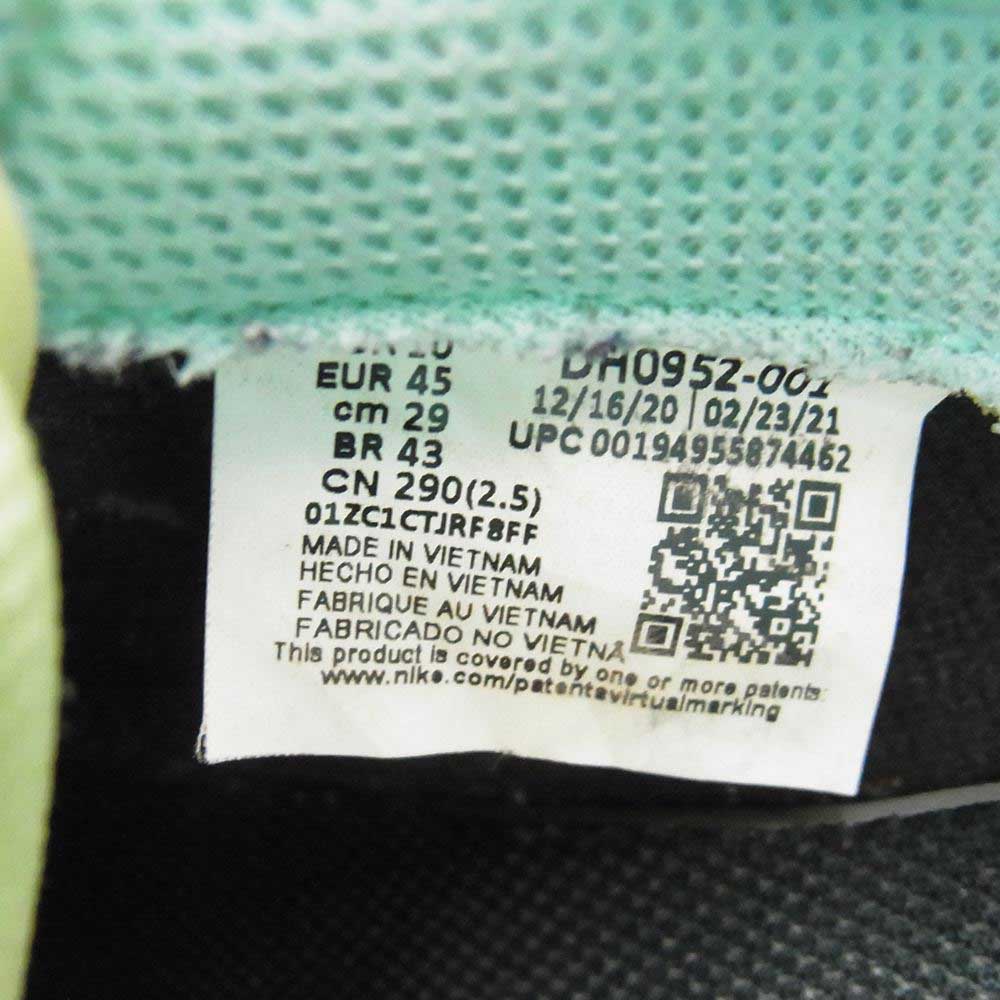 EUR 45
cm 29
BR 43
CN 290(2.5)
01ZC1CTJRF8FF
MADE IN VIETNAM
HECHO EN VIETNAM
FABRIQUE AU VIETNAM
FABRICADO NO VIETNÃ
This product is covered by one or more patents:
www.nike.com/patentsvirtualmarking
DH0952-001
12/16/20 | 02/23/21
UPC 00194955874462